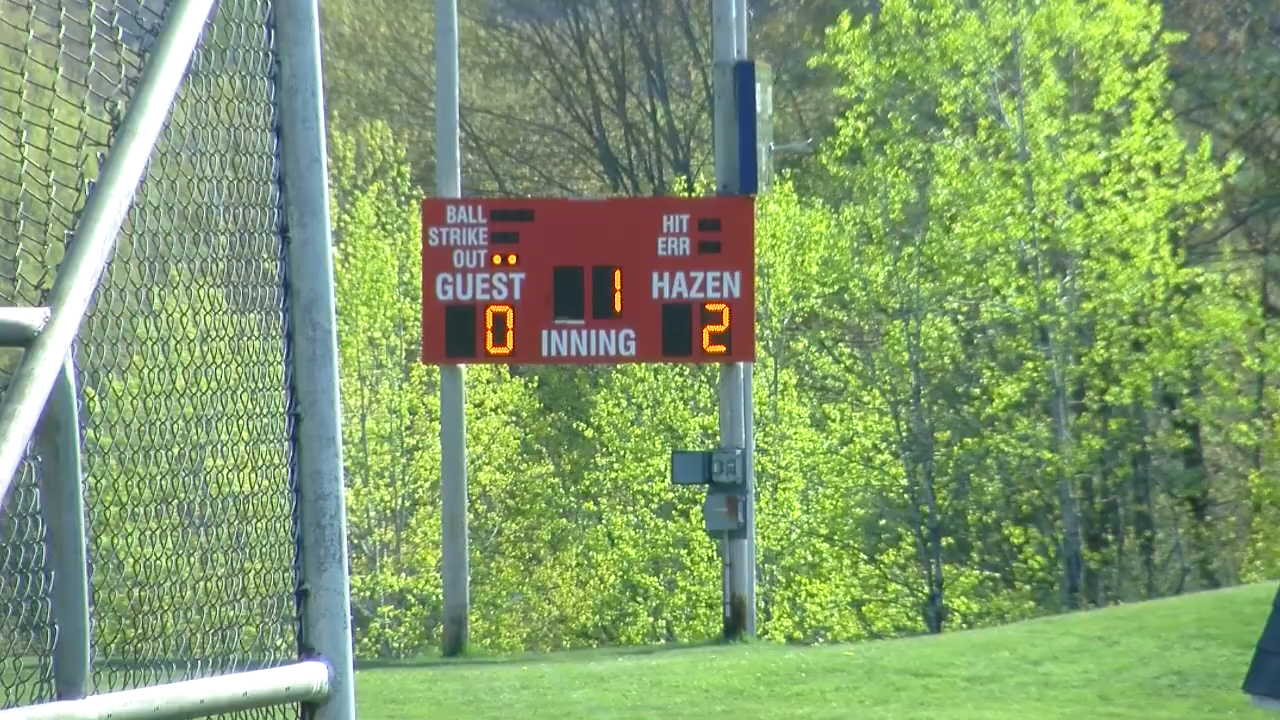 BALL
STRIKE
OUT
HIT
ERR
GUEST
1
HAZEN
0
INNING
2